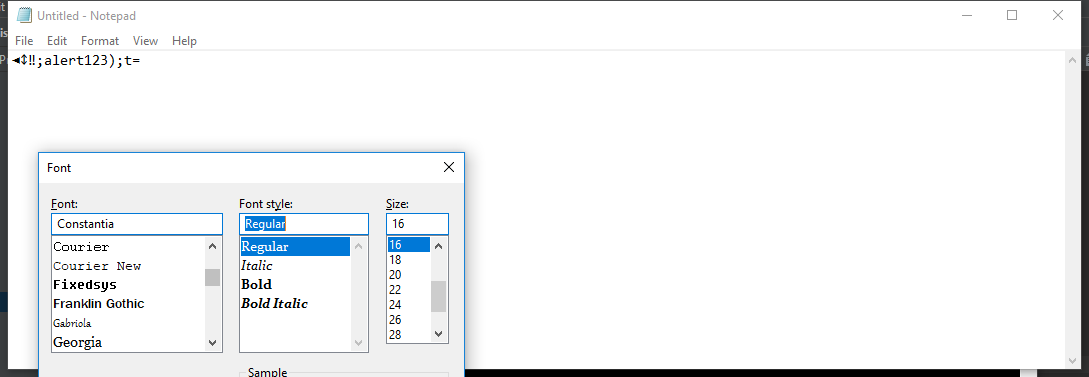 Untitled - Notepad
File Edit Format View Help
◄↕‼;alert123);t=
Font
Font: Font style: Size:
Constantia Regular 16
Courier Regular 16
Courier New Italic 18
Fixedsys Bold 20
Franklin Gothic Bold Italic 22
Gabriola 24
Georgia 26
28
Sample